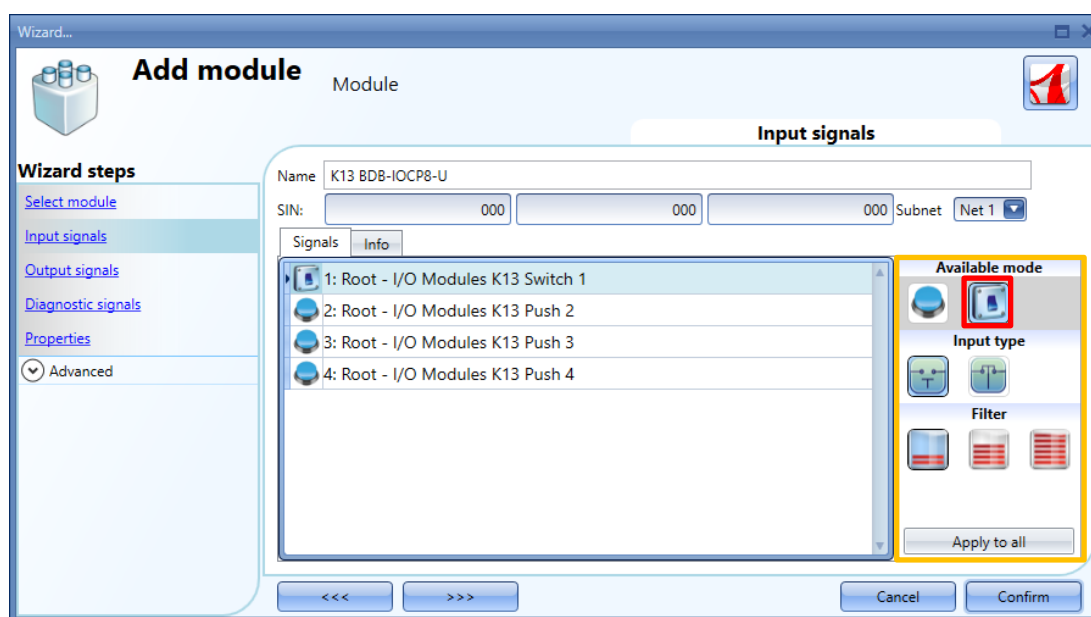 Wizard...
Add module
Module
Input signals
Wizard steps
Select module
Input signals
Output signals
Diagnostic signals
Properties
Advanced
Name K13 BDB-IOCP8-U
SIN: 000 000 000 Subnet Net 1
Signals Info
1: Root - I/O Modules K13 Switch 1
2: Root - I/O Modules K13 Push 2
3: Root - I/O Modules K13 Push 3
4: Root - I/O Modules K13 Push 4
Available mode
Input type
Filter
Apply to all
<<< >>> Cancel Confirm